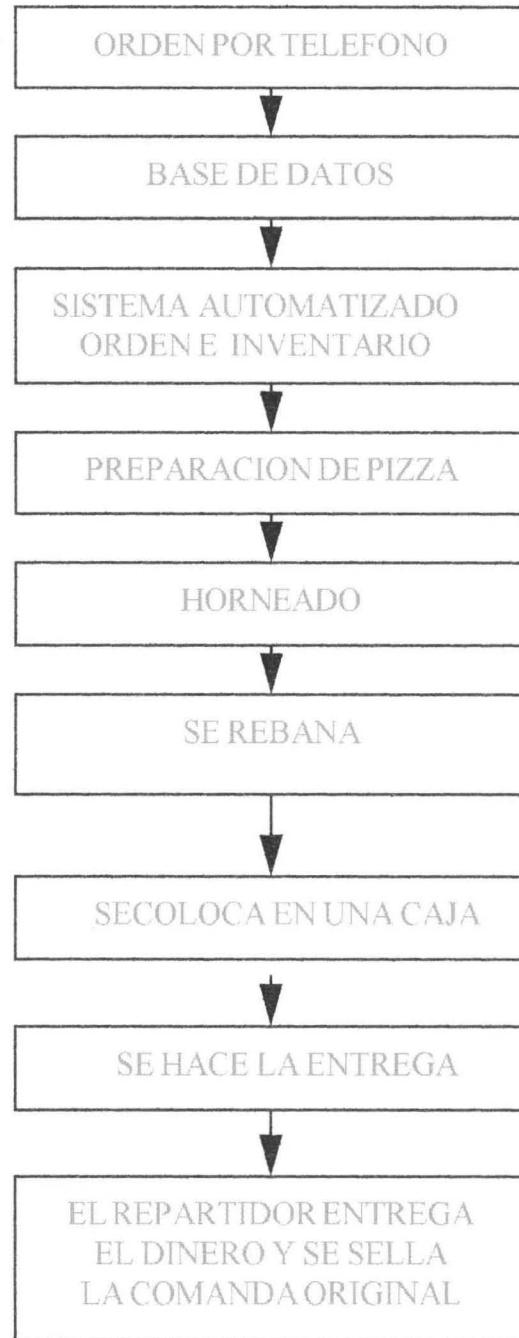 ORDEN POR TELEFONO
BASE DE DATOS
SISTEMA AUTOMATIZADO
ORDEN E INVENTARIO
PREPARACION DE PIZZA
HORNEADO
SE REBANA
SECOLOCA EN UNA CAJA
SE HACE LA ENTREGA
EL REPARTIDOR ENTREGA
EL DINERO Y SE SELLA
LA COMANDA ORIGINAL